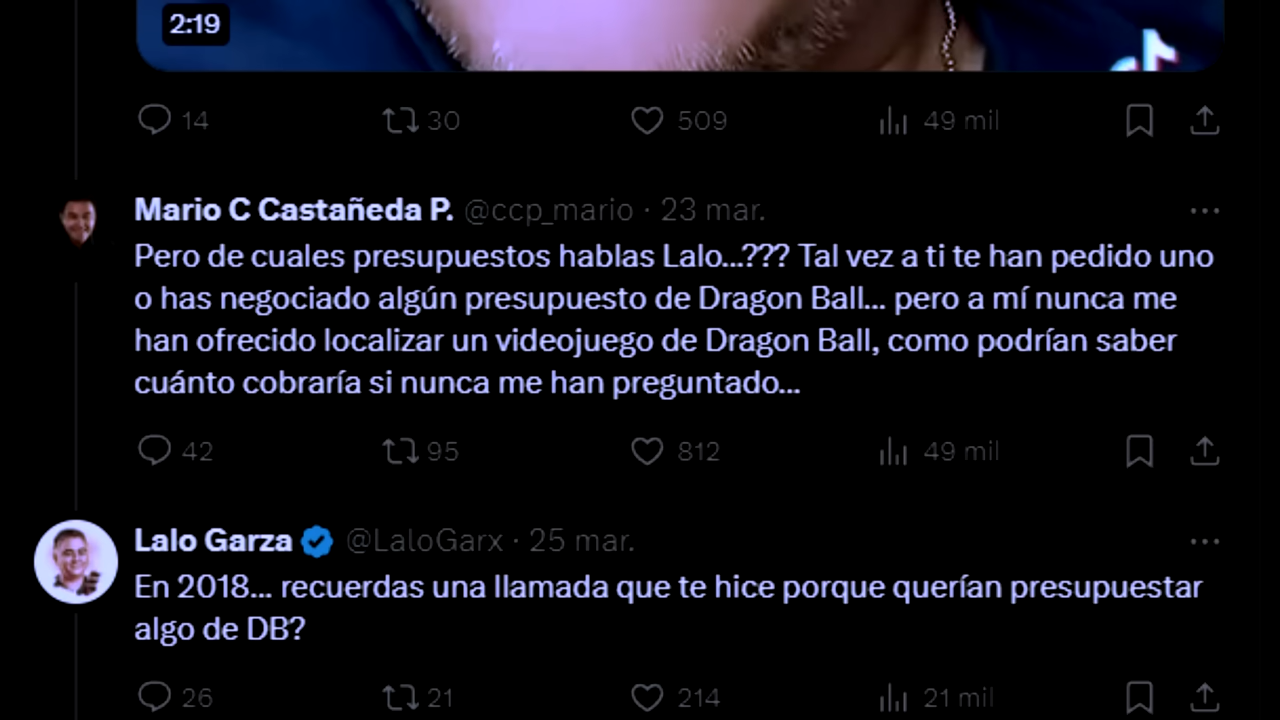 2:19
14 30 509 49 mil
Mario C Castañeda P. @ccp_mario · 23 mar.
Pero de cuales presupuestos hablas Lalo...??? Tal vez a ti te han pedido uno
o has negociado algún presupuesto de Dragon Ball... pero a mí nunca me
han ofrecido localizar un videojuego de Dragon Ball, como podrían saber
cuánto cobraría si nunca me han preguntado...
42 95 812 49 mil
Lalo Garza @LaloGarx · 25 mar.
En 2018... recuerdas una llamada que te hice porque querían presupuestar
algo de DB?
26 21 214 21 mil